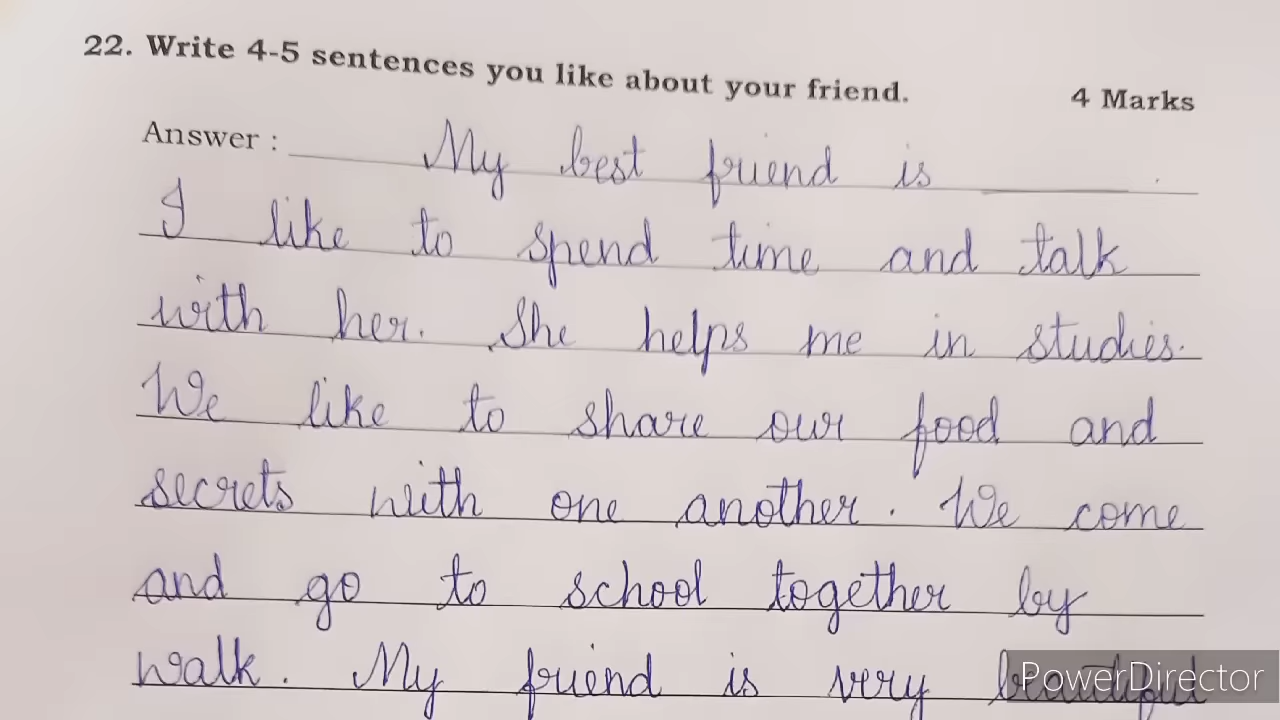 22. Write 4-5 sentences you like about your friend. 4 Marks
Answer : My best friend is
I like to spend time and talk
with her. She helps me in studies.
We like to share our food and
secrets with one another. We come
and go to school together by
walk. My friend is very beautiful
PowerDirector